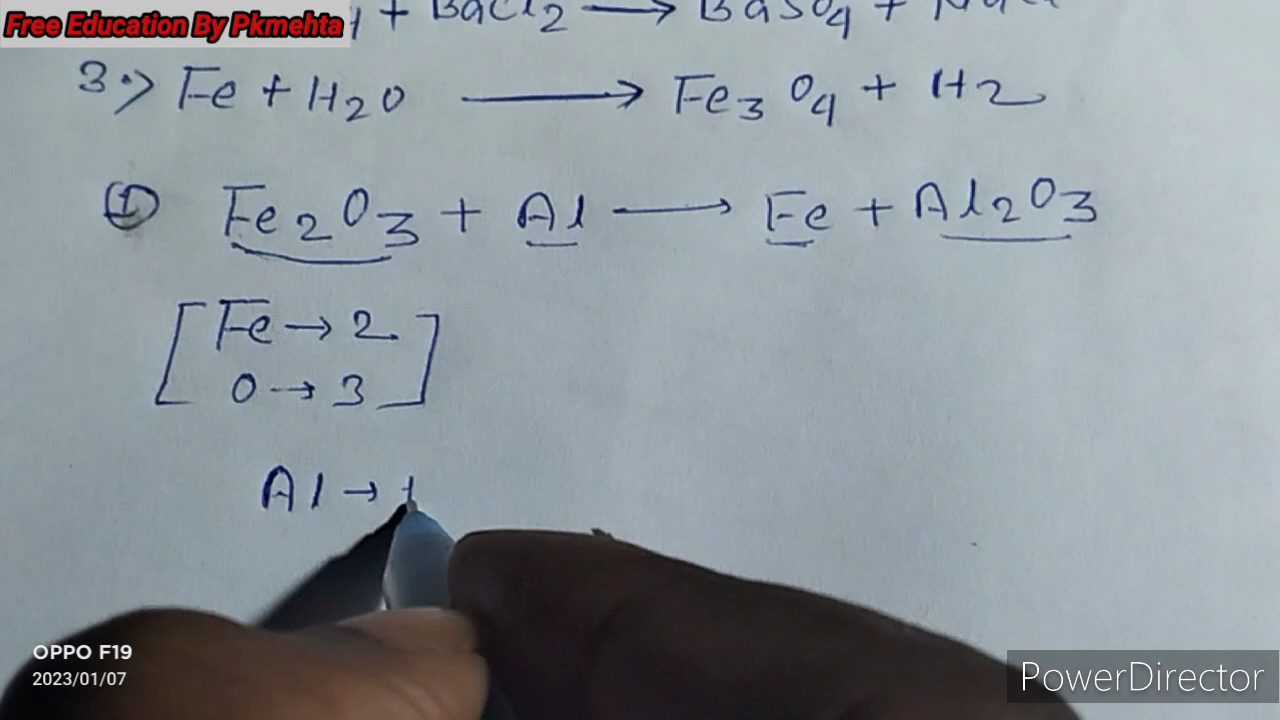 Free Education By Pkmehta
+ BaCl2 → BaSO4 +
3.> Fe + H2O → Fe3O4 + H2
① Fe2O3 + Al → Fe + Al2O3
Fe → 2
O → 3
Al → 1
OPPO F19
2023/01/07
PowerDirector